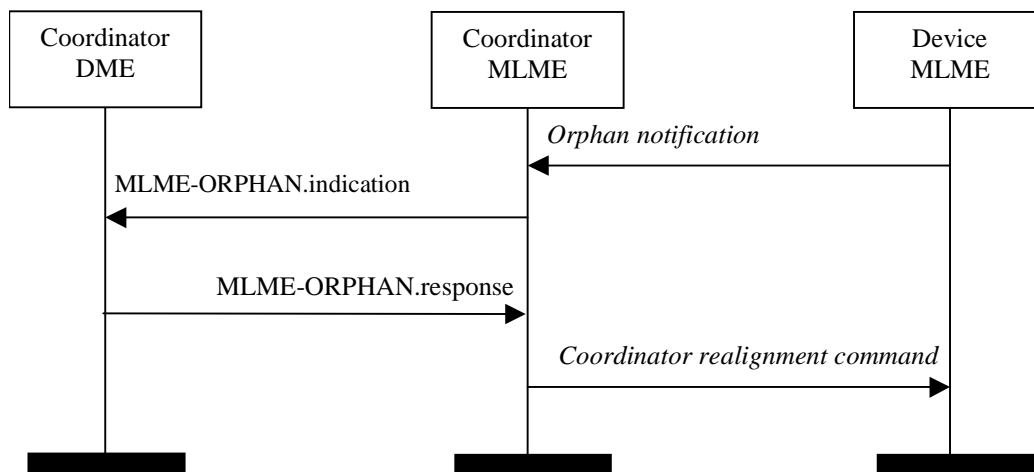 Coordinator
DME
Coordinator
MLME
Device
MLME
Orphan notification
MLME-ORPHAN.indication
MLME-ORPHAN.response
Coordinator realignment command